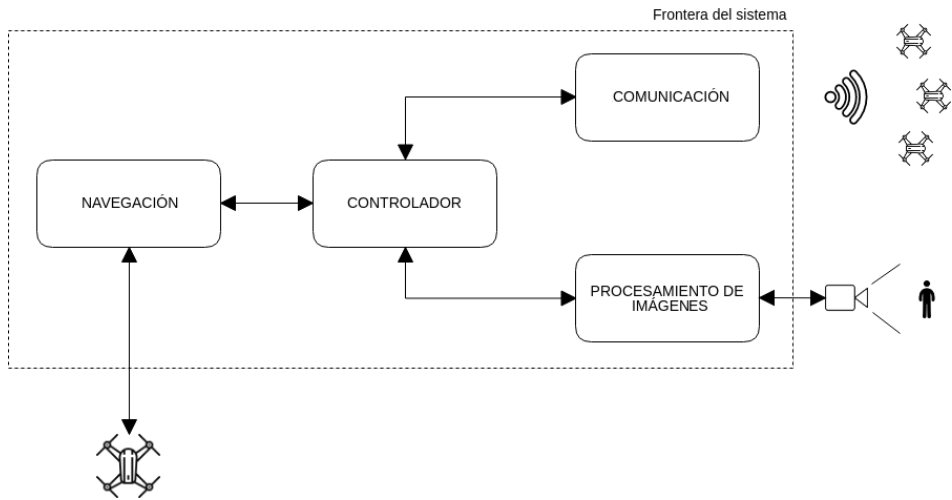 Frontera del sistema
COMUNICACIÓN
NAVEGACIÓN
CONTROLADOR
PROCESAMIENTO DE
IMÁGENES